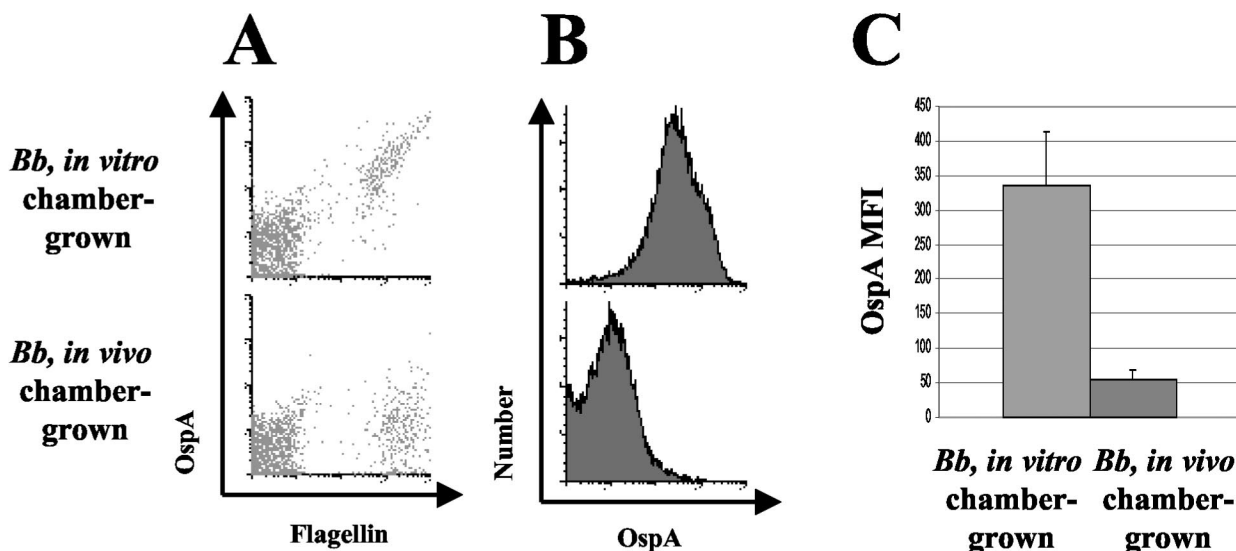 A
B
C
Bb, in vitro
chamber-
grown
Bb, in vivo
chamber-
grown
OspA
Flagellin
Number
OspA
OspA MFI
450
400
350
300
250
200
150
100
50
0
Bb, in vitro
chamber-
grown
Bb, in vivo
chamber-
grown